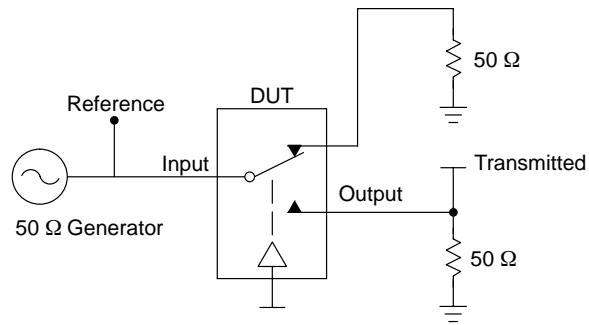 50 Ω
Reference
DUT
Input
Transmitted
Output
50 Ω Generator
50 Ω